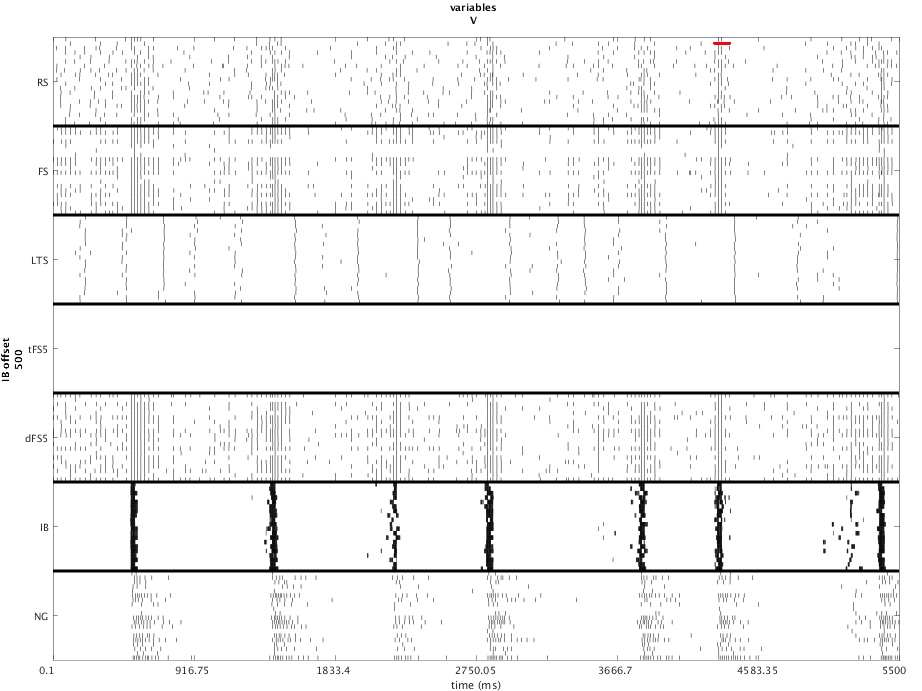 variables
V
RS
FS
LTS
tFS5
dFS5
IB
NG
IB offset
500
0.1
916.75
1833.4
2750.05
3666.7
4583.35
5500
time (ms)